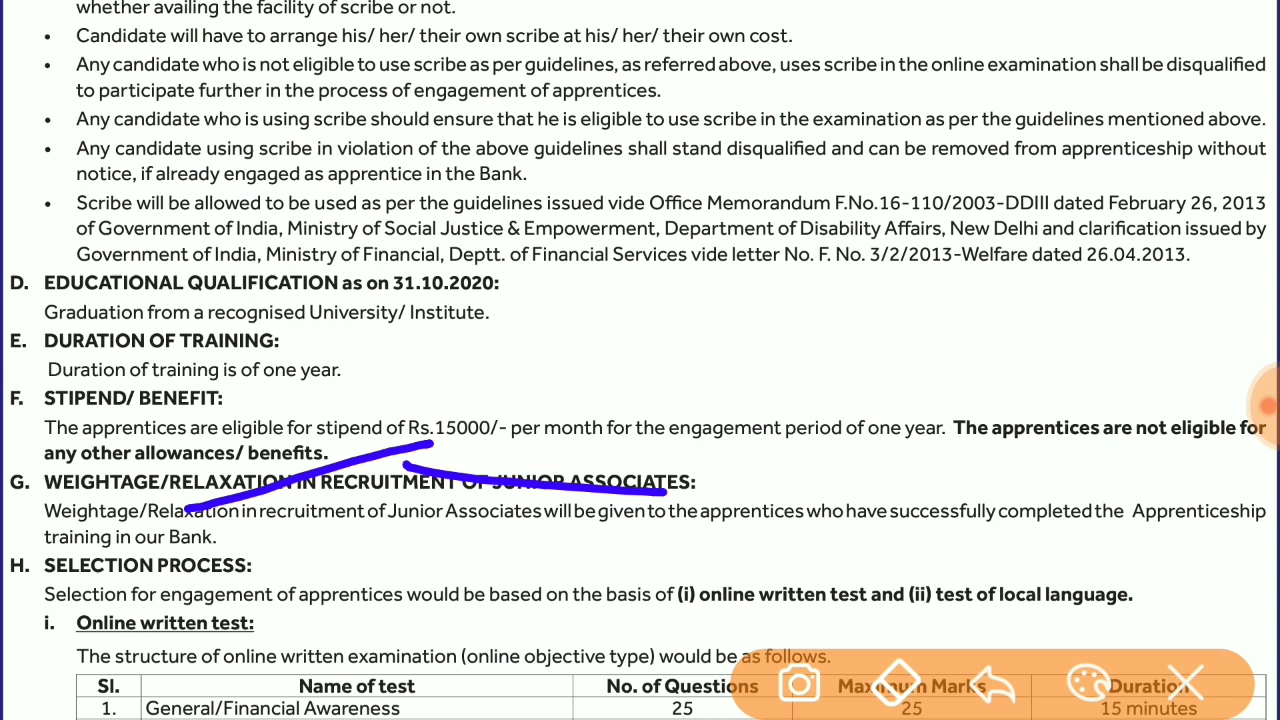 whether availing the facility of scribe or not.
• Candidate will have to arrange his/ her/ their own scribe at his/ her/ their own cost.
• Any candidate who is not eligible to use scribe as per guidelines, as referred above, uses scribe in the online examination shall be disqualified
to participate further in the process of engagement of apprentices.
• Any candidate who is using scribe should ensure that he is eligible to use scribe in the examination as per the guidelines mentioned above.
• Any candidate using scribe in violation of the above guidelines shall stand disqualified and can be removed from apprenticeship without
notice, if already engaged as apprentice in the Bank.
• Scribe will be allowed to be used as per the guidelines issued vide Office Memorandum F.No.16-110/2003-DDIII dated February 26, 2013
of Government of India, Ministry of Social Justice & Empowerment, Department of Disability Affairs, New Delhi and clarification issued by
Government of India, Ministry of Financial, Deptt. of Financial Services vide letter No. F. No. 3/2/2013-Welfare dated 26.04.2013.
D. EDUCATIONAL QUALIFICATION as on 31.10.2020:
Graduation from a recognised University/ Institute.
E. DURATION OF TRAINING:
Duration of training is of one year.
F. STIPEND/ BENEFIT:
The apprentices are eligible for stipend of Rs.15000/- per month for the engagement period of one year. The apprentices are not eligible for
any other allowances/ benefits.
G. WEIGHTAGE/RELAXATION IN RECRUITMENT OF JUNIOR ASSOCIATES:
Weightage/Relaxation in recruitment of Junior Associates will be given to the apprentices who have successfully completed the Apprenticeship
training in our Bank.
H. SELECTION PROCESS:
Selection for engagement of apprentices would be based on the basis of (i) online written test and (ii) test of local language.
i. Online written test:
The structure of online written examination (online objective type) would be as follows.
Sl. Name of test No. of Questions Maximum Marks Duration
1. General/Financial Awareness 25 25 15 minutes